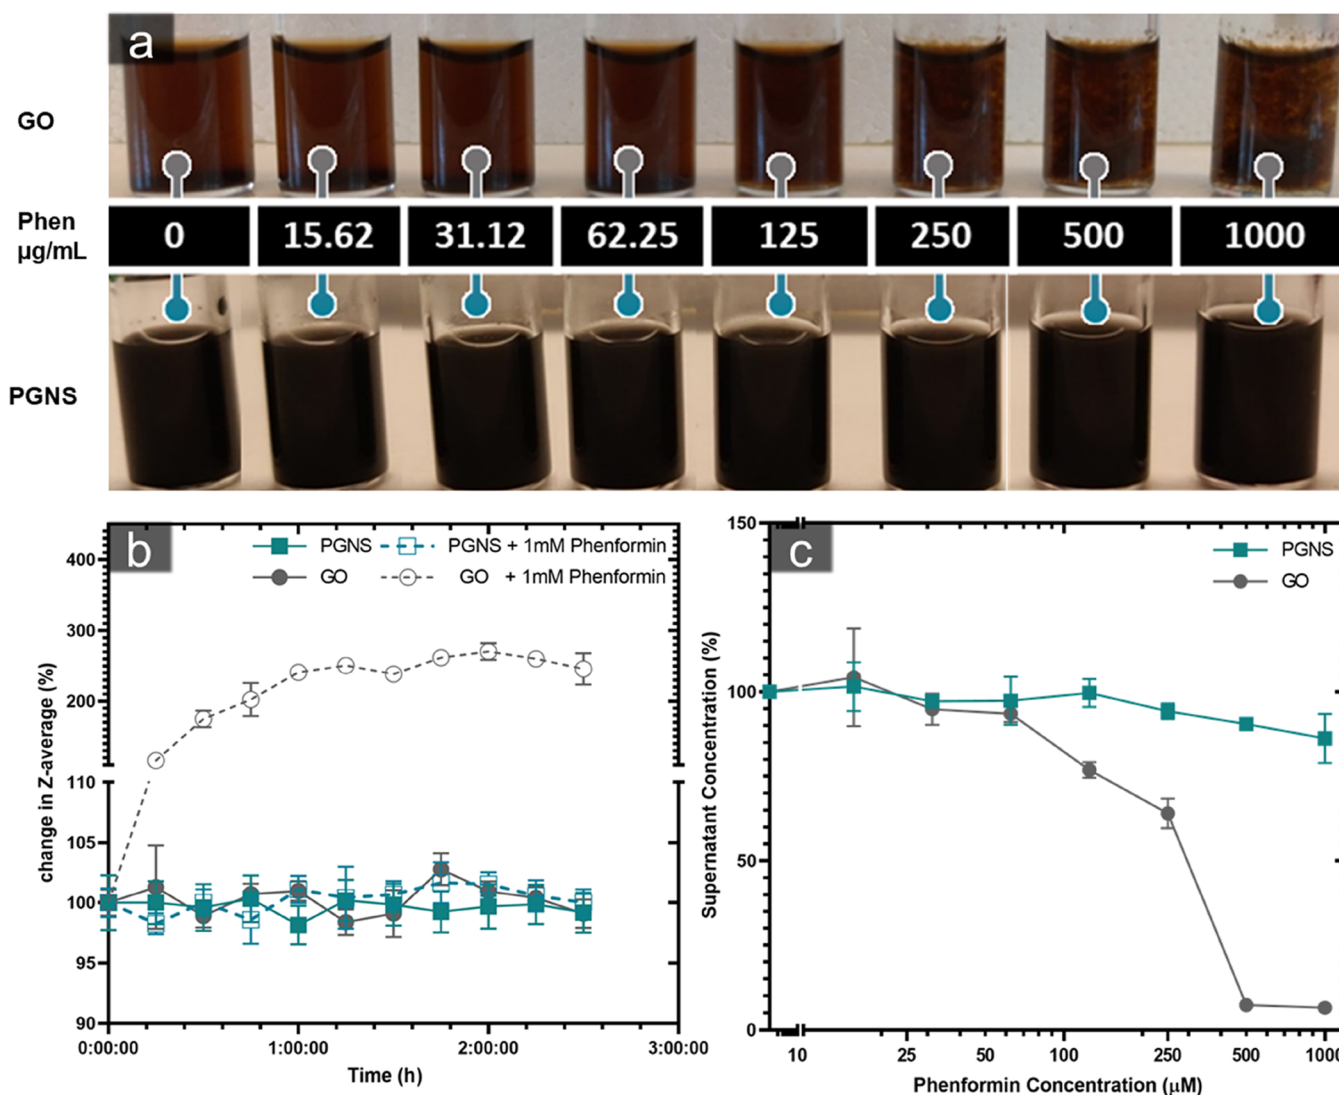 a
GO
Phen
µg/mL
0 15.62 31.12 62.25 125 250 500 1000
PGNS
b
PGNS PGNS + 1mM Phenformin
GO GO + 1mM Phenformin
change in Z-average (%)
400
300
200
110
105
100
95
90
0:00:00 1:00:00 2:00:00 3:00:00
Time (h)
c
PGNS
GO
Supernatant Concentration (%)
150
100
50
0
10 25 50 100 250 500 1000
Phenformin Concentration (µM)